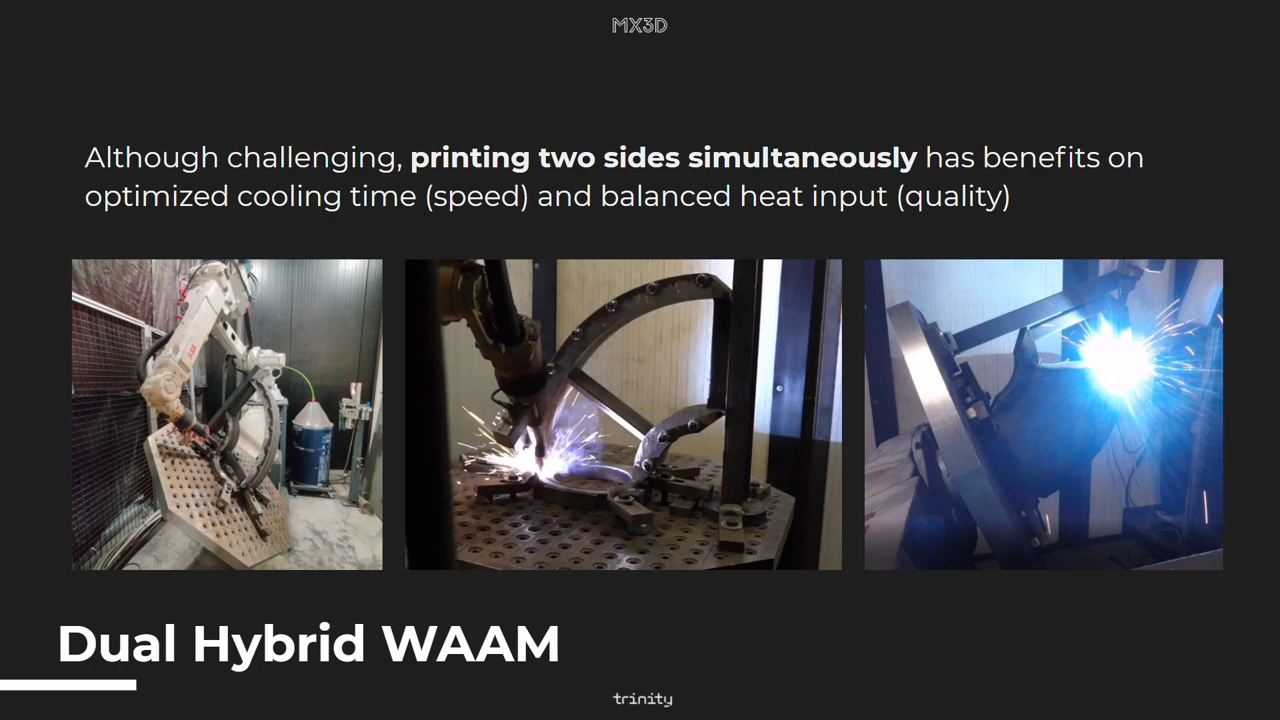 MX3D
Although challenging, printing two sides simultaneously has benefits on
optimized cooling time (speed) and balanced heat input (quality)
ABB
Dual Hybrid WAAM
trinity